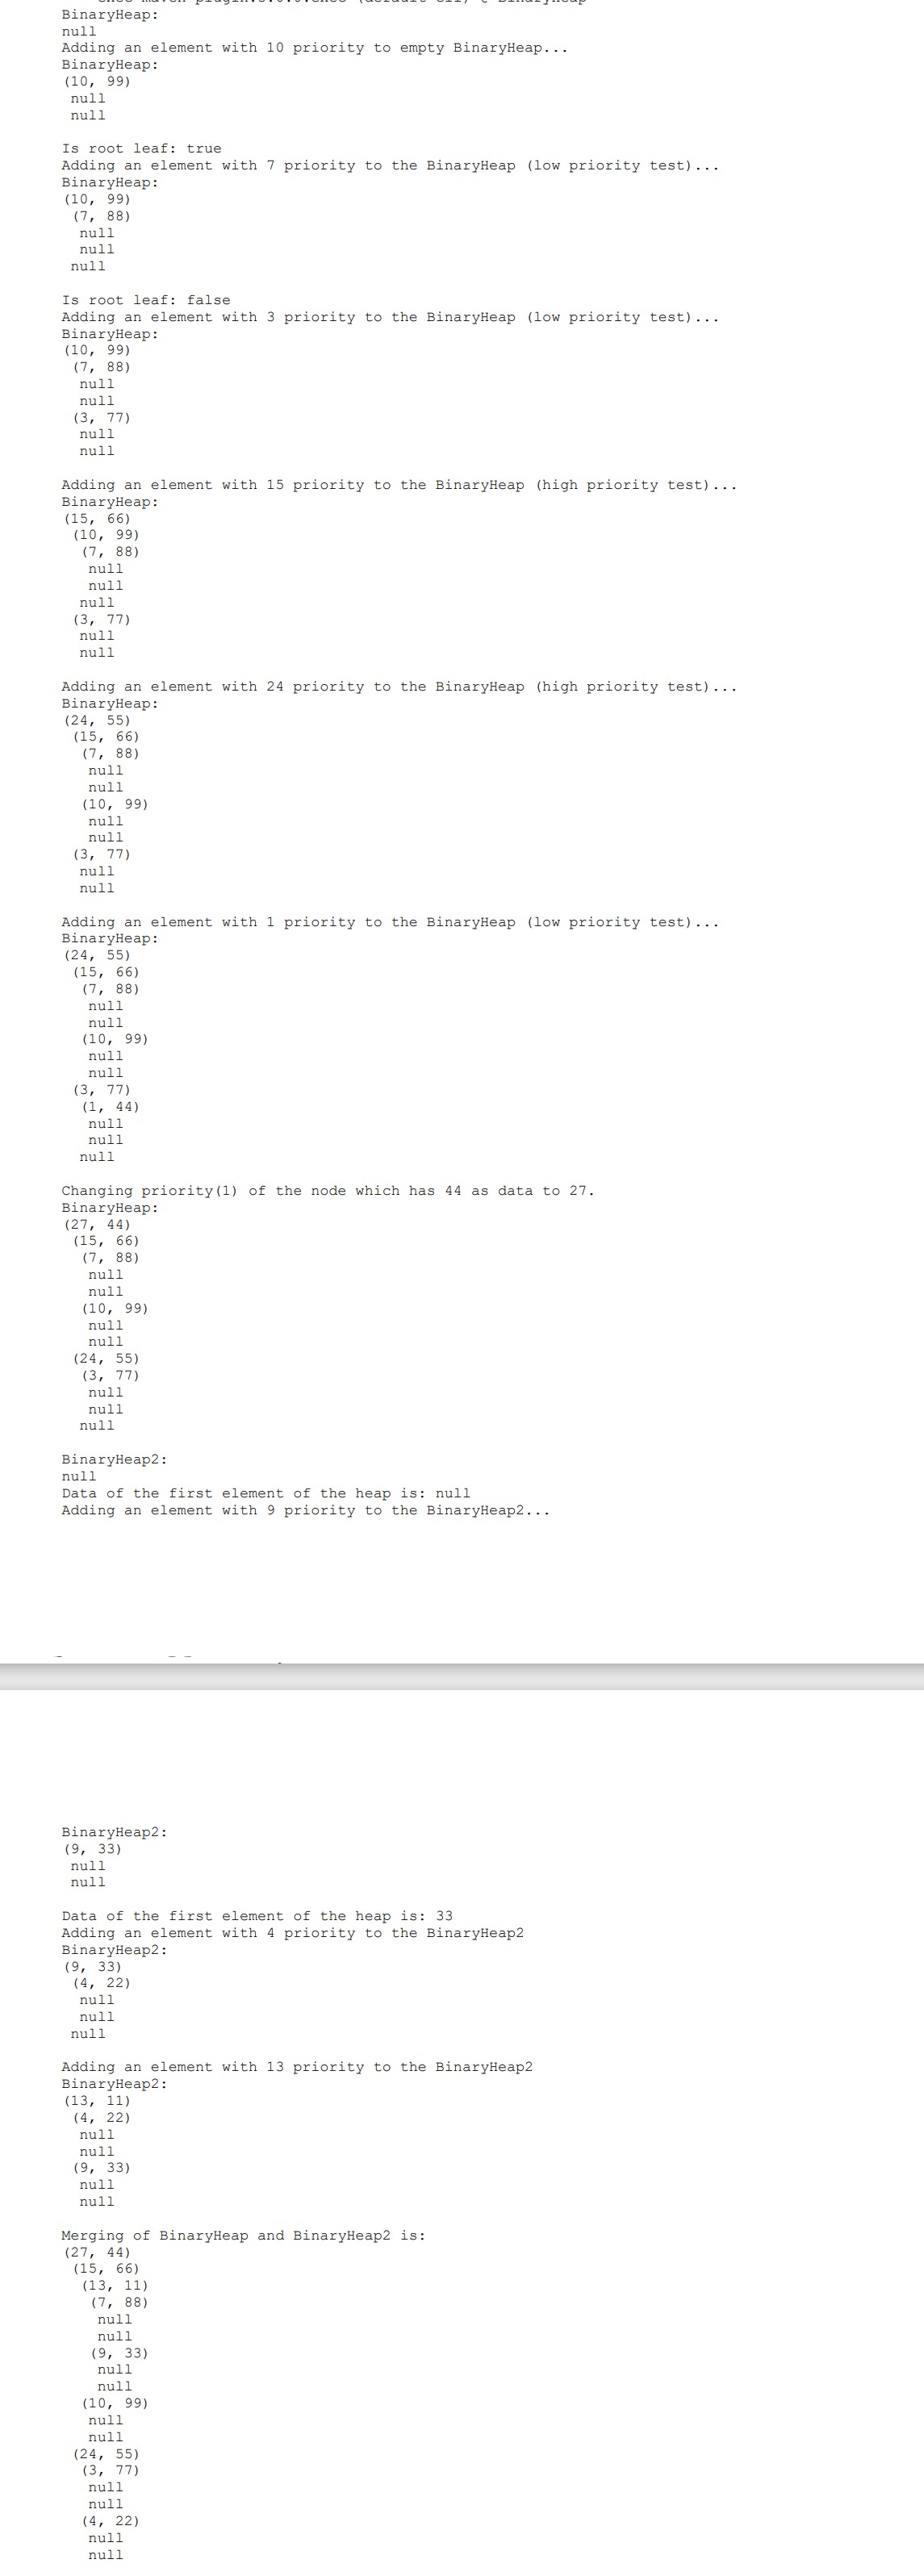 BinaryHeap:
null
Adding an element with 10 priority to empty BinaryHeap...
BinaryHeap:
(10, 99)
 null
 null

Is root leaf: true
Adding an element with 7 priority to the BinaryHeap (low priority test)...
BinaryHeap:
(10, 99)
 (7, 88)
  null
  null
 null

Is root leaf: false
Adding an element with 3 priority to the BinaryHeap (low priority test)...
BinaryHeap:
(10, 99)
 (7, 88)
  null
  null
 (3, 77)
  null
  null

Adding an element with 15 priority to the BinaryHeap (high priority test)...
BinaryHeap:
(15, 66)
 (10, 99)
  (7, 88)
   null
   null
  null
 (3, 77)
  null
  null

Adding an element with 24 priority to the BinaryHeap (high priority test)...
BinaryHeap:
(24, 55)
 (15, 66)
  (7, 88)
   null
   null
  (10, 99)
   null
   null
 (3, 77)
  null
  null

Adding an element with 1 priority to the BinaryHeap (low priority test)...
BinaryHeap:
(24, 55)
 (15, 66)
  (7, 88)
   null
   null
  (10, 99)
   null
   null
 (3, 77)
  (1, 44)
   null
   null
  null

Changing priority(1) of the node which has 44 as data to 27.
BinaryHeap:
(27, 44)
 (15, 66)
  (7, 88)
   null
   null
  (10, 99)
   null
   null
 (24, 55)
  (3, 77)
   null
   null
  null

BinaryHeap2:
null
Data of the first element of the heap is: null
Adding an element with 9 priority to the BinaryHeap2...
BinaryHeap2:
(9, 33)
 null
 null

Data of the first element of the heap is: 33
Adding an element with 4 priority to the BinaryHeap2
BinaryHeap2:
(9, 33)
 (4, 22)
  null
  null
 null

Adding an element with 13 priority to the BinaryHeap2
BinaryHeap2:
(13, 11)
 (4, 22)
  null
  null
 (9, 33)
  null
  null

Merging of BinaryHeap and BinaryHeap2 is:
(27, 44)
 (15, 66)
  (13, 11)
   (7, 88)
    null
    null
   (9, 33)
    null
    null
  (10, 99)
   null
   null
 (24, 55)
  (3, 77)
   null
   null
  (4, 22)
   null
   null